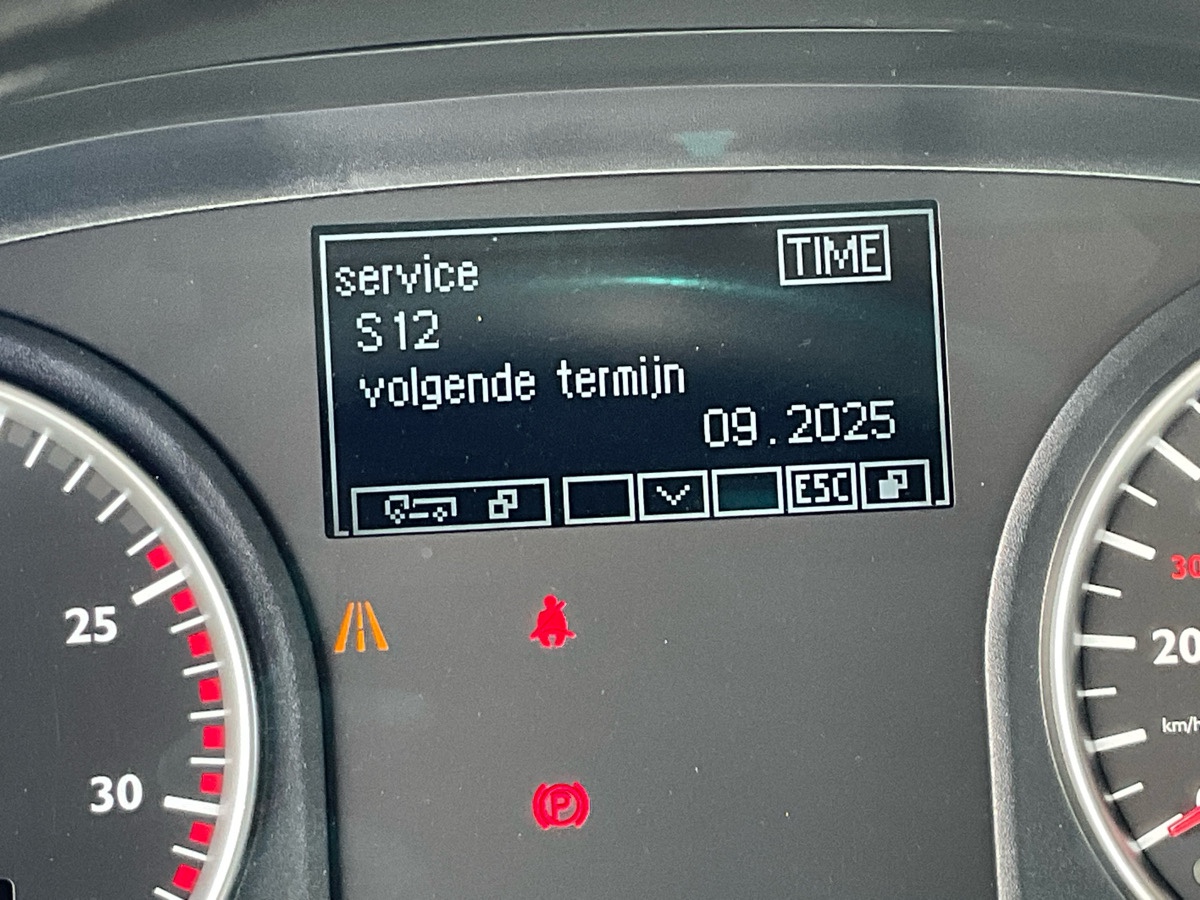 service
TIME
S12
volgende termijn
09.2025
ESC
25
30
30
20
km/h
P